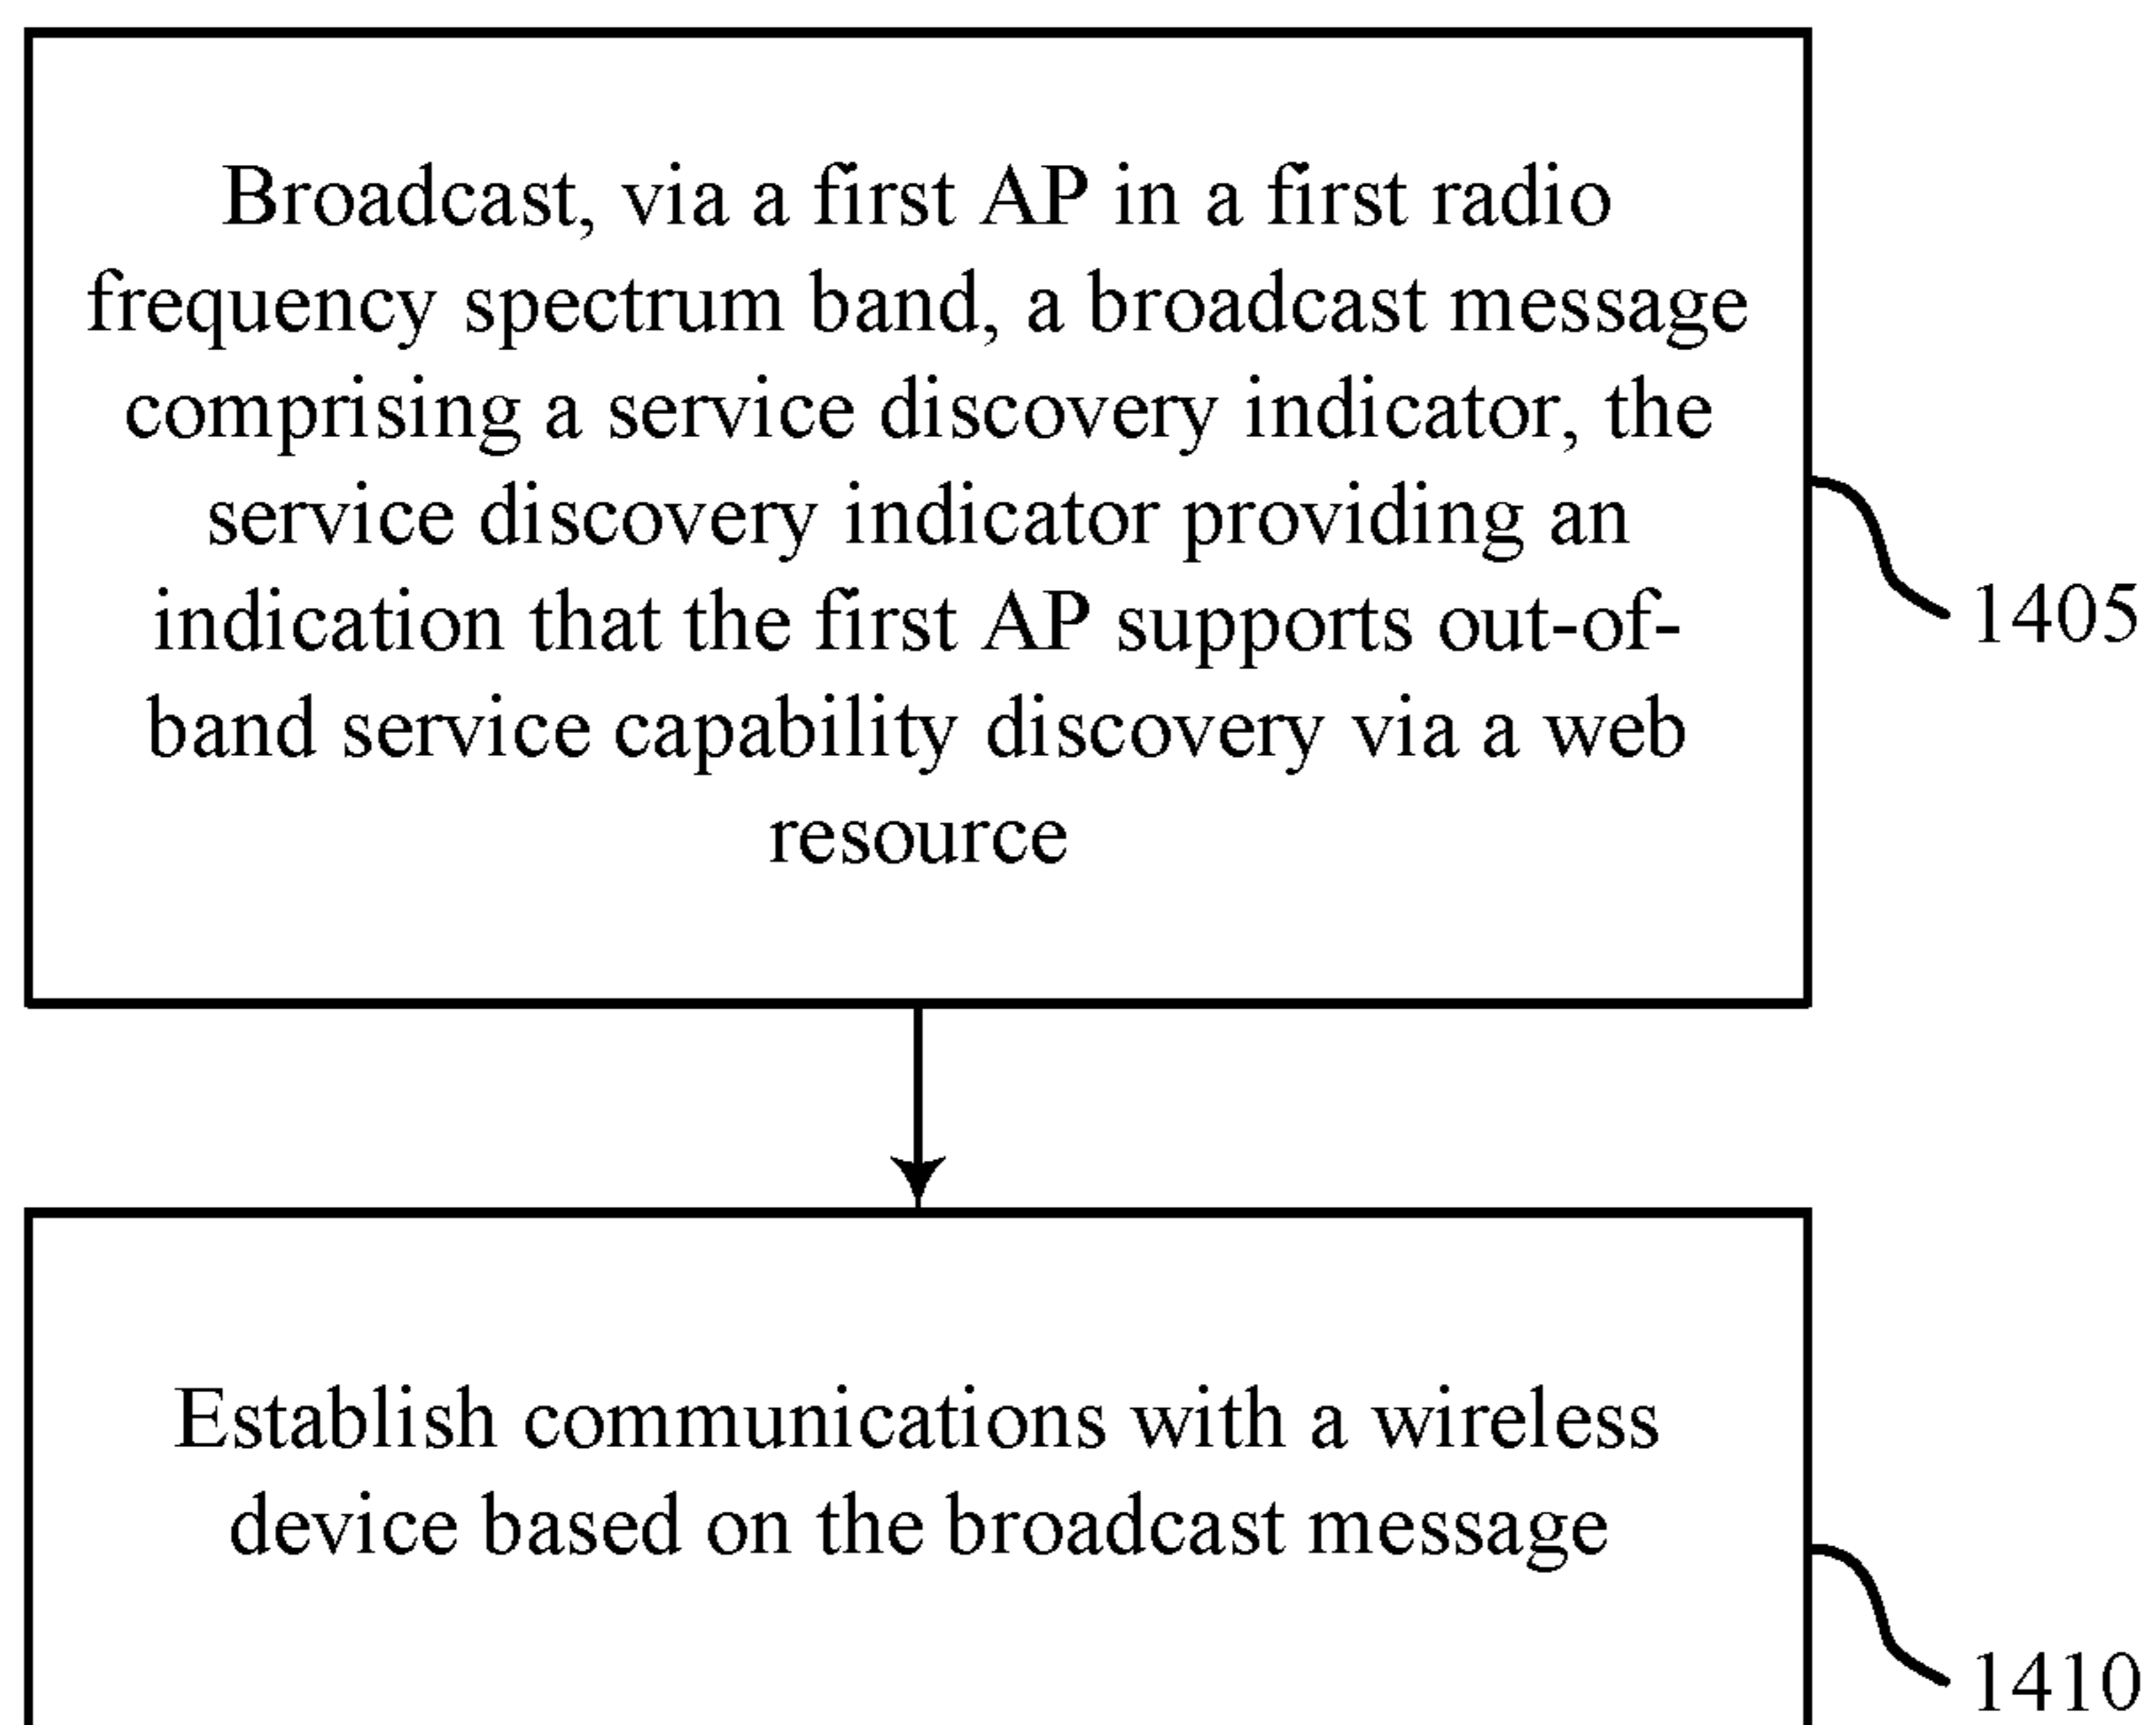 Broadcast, via a first AP in a first radio
frequency spectrum band, a broadcast message
comprising a service discovery indicator, the
service discovery indicator providing an
indication that the first AP supports out-of-
band service capability discovery via a web
resource
1405
Establish communications with a wireless
device based on the broadcast message
1410